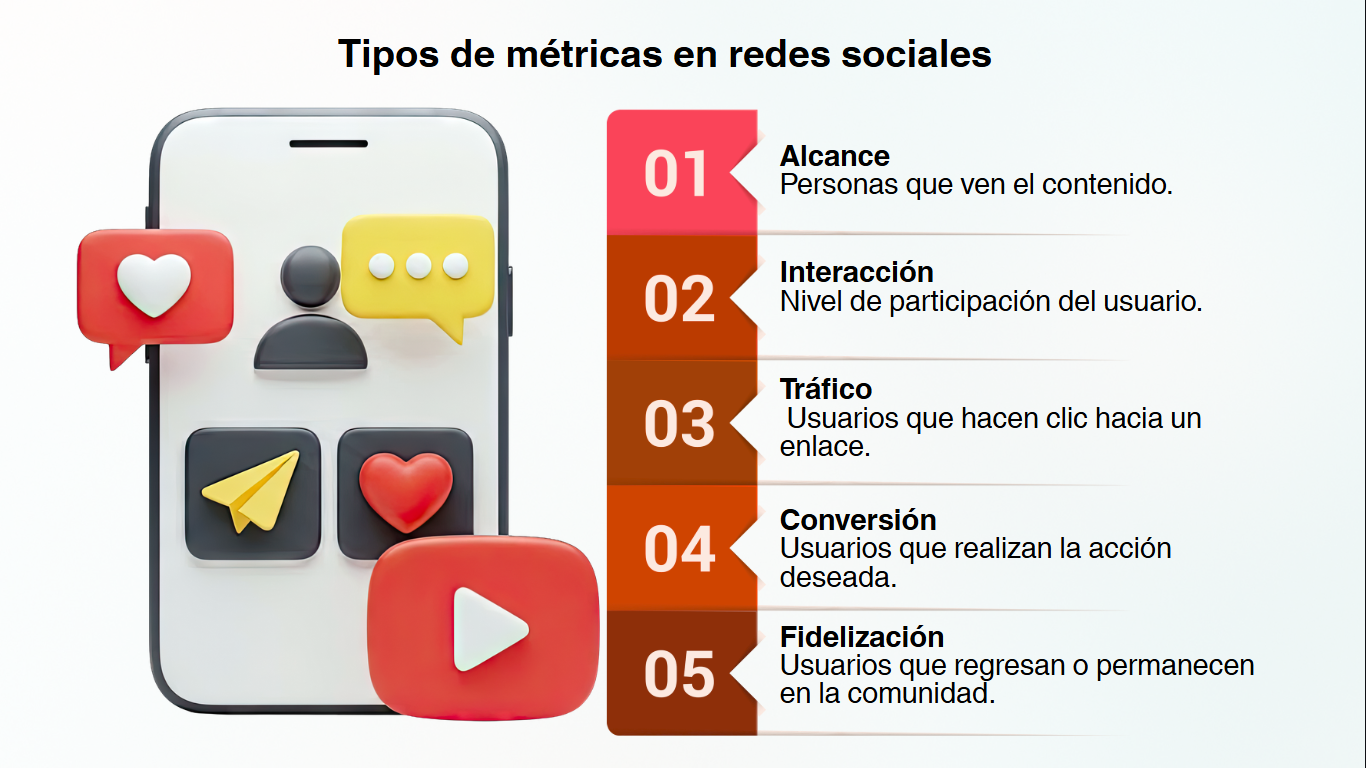 Tipos de métricas en redes sociales
01
Alcance
Personas que ven el contenido.
02
Interacción
Nivel de participación del usuario.
03
Tráfico
Usuarios que hacen clic hacia un
enlace.
04
Conversión
Usuarios que realizan la acción
deseada.
05
Fidelización
Usuarios que regresan o permanecen
en la comunidad.